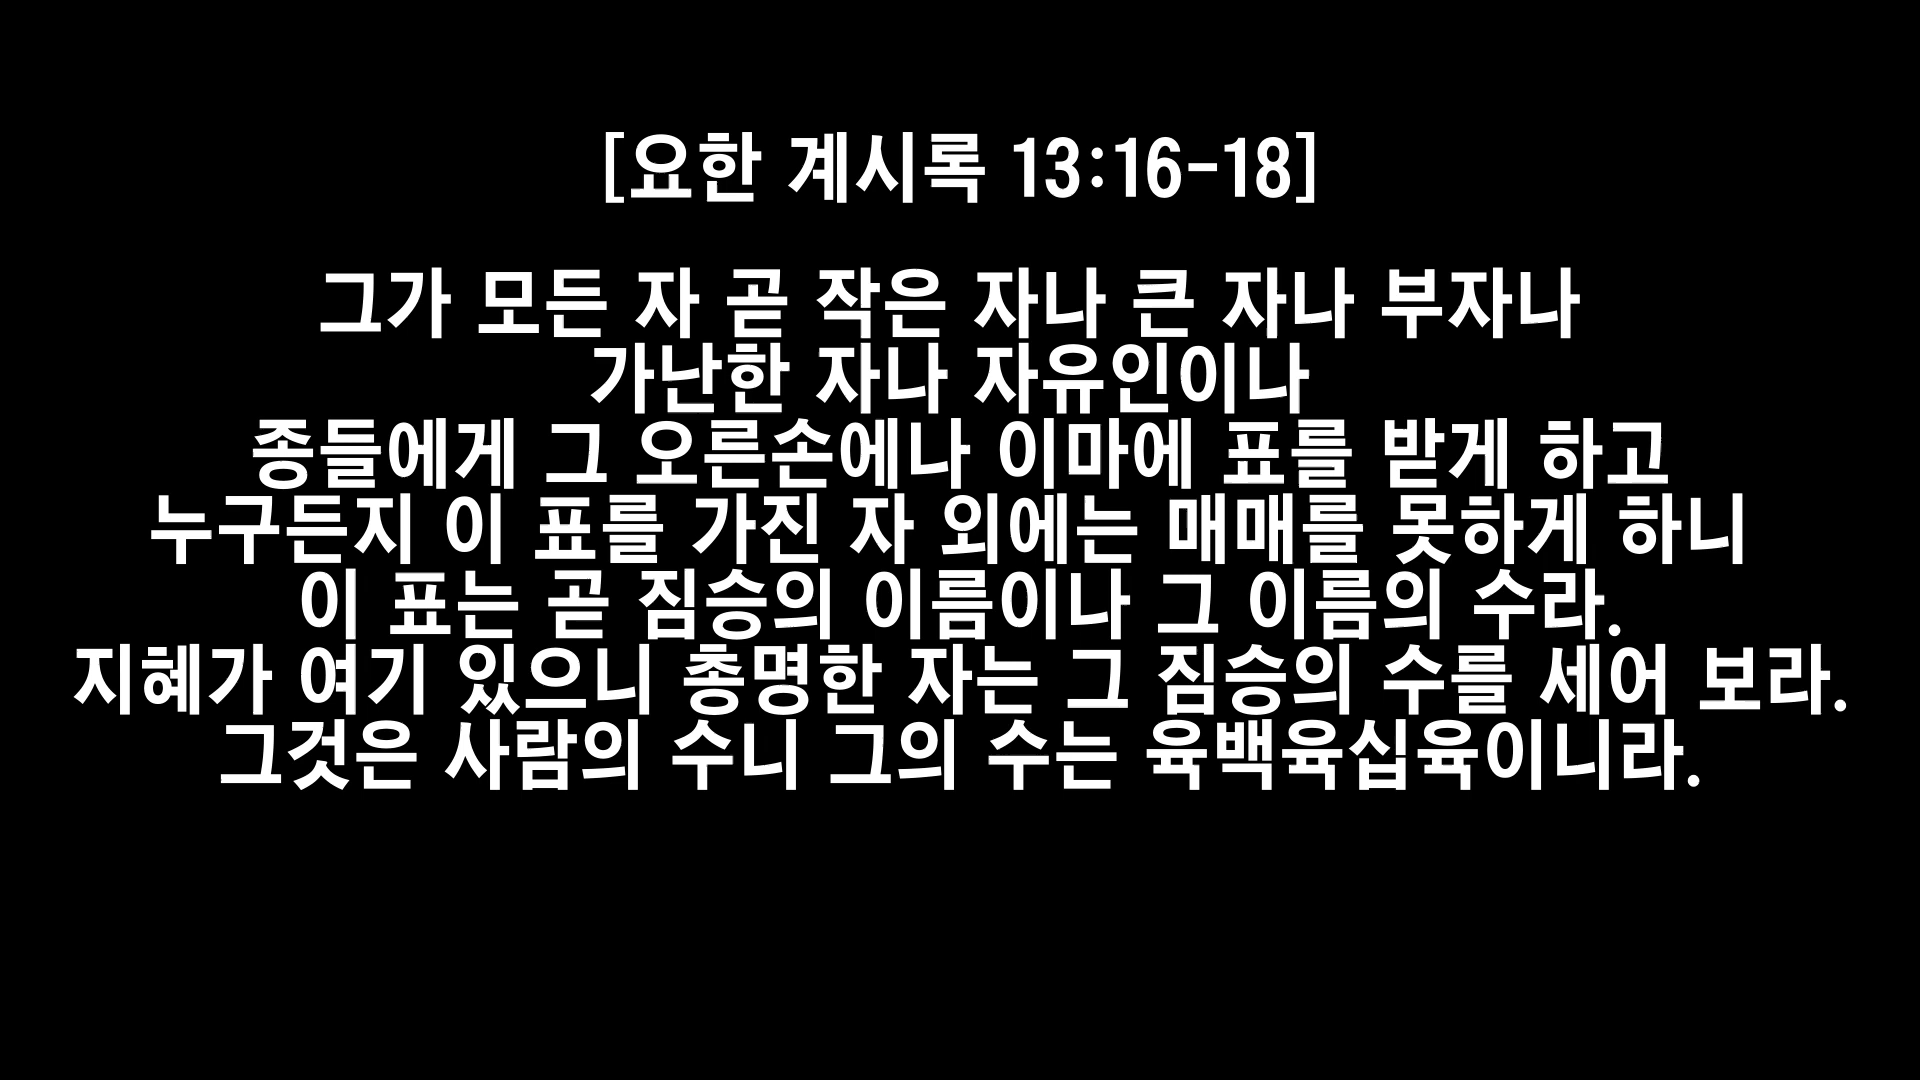 [요한 계시록 13:16-18]
그가 모든 자 곧 작은 자나 큰 자나 부자나
가난한 자나 자유인이나
종들에게 그 오른손에나 이마에 표를 받게 하고
누구든지 이 표를 가진 자 외에는 매매를 못하게 하니
이 표는 곧 짐승의 이름이나 그 이름의 수라.
지혜가 여기 있으니 총명한 자는 그 짐승의 수를 세어 보라.
그것은 사람의 수니 그의 수는 육백육십육이니라.